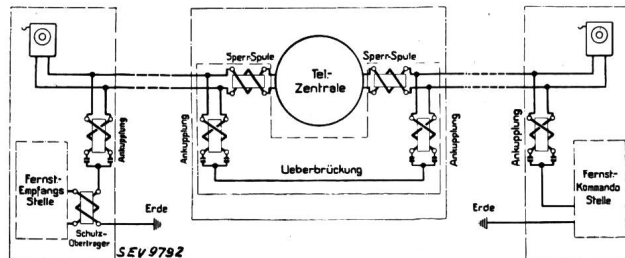 Sperr-Spule
Sperr-Spule
Tel.-
Zentrale
Ankupplung
Ankupplung
Ankupplung
Ankupplung
Ueberbrückung
Fernst.-
Empfangs
Stelle
Schutz-
Übertrager
Erde
Erde
Fernst.-
Kommando
Stelle
SEV 9792